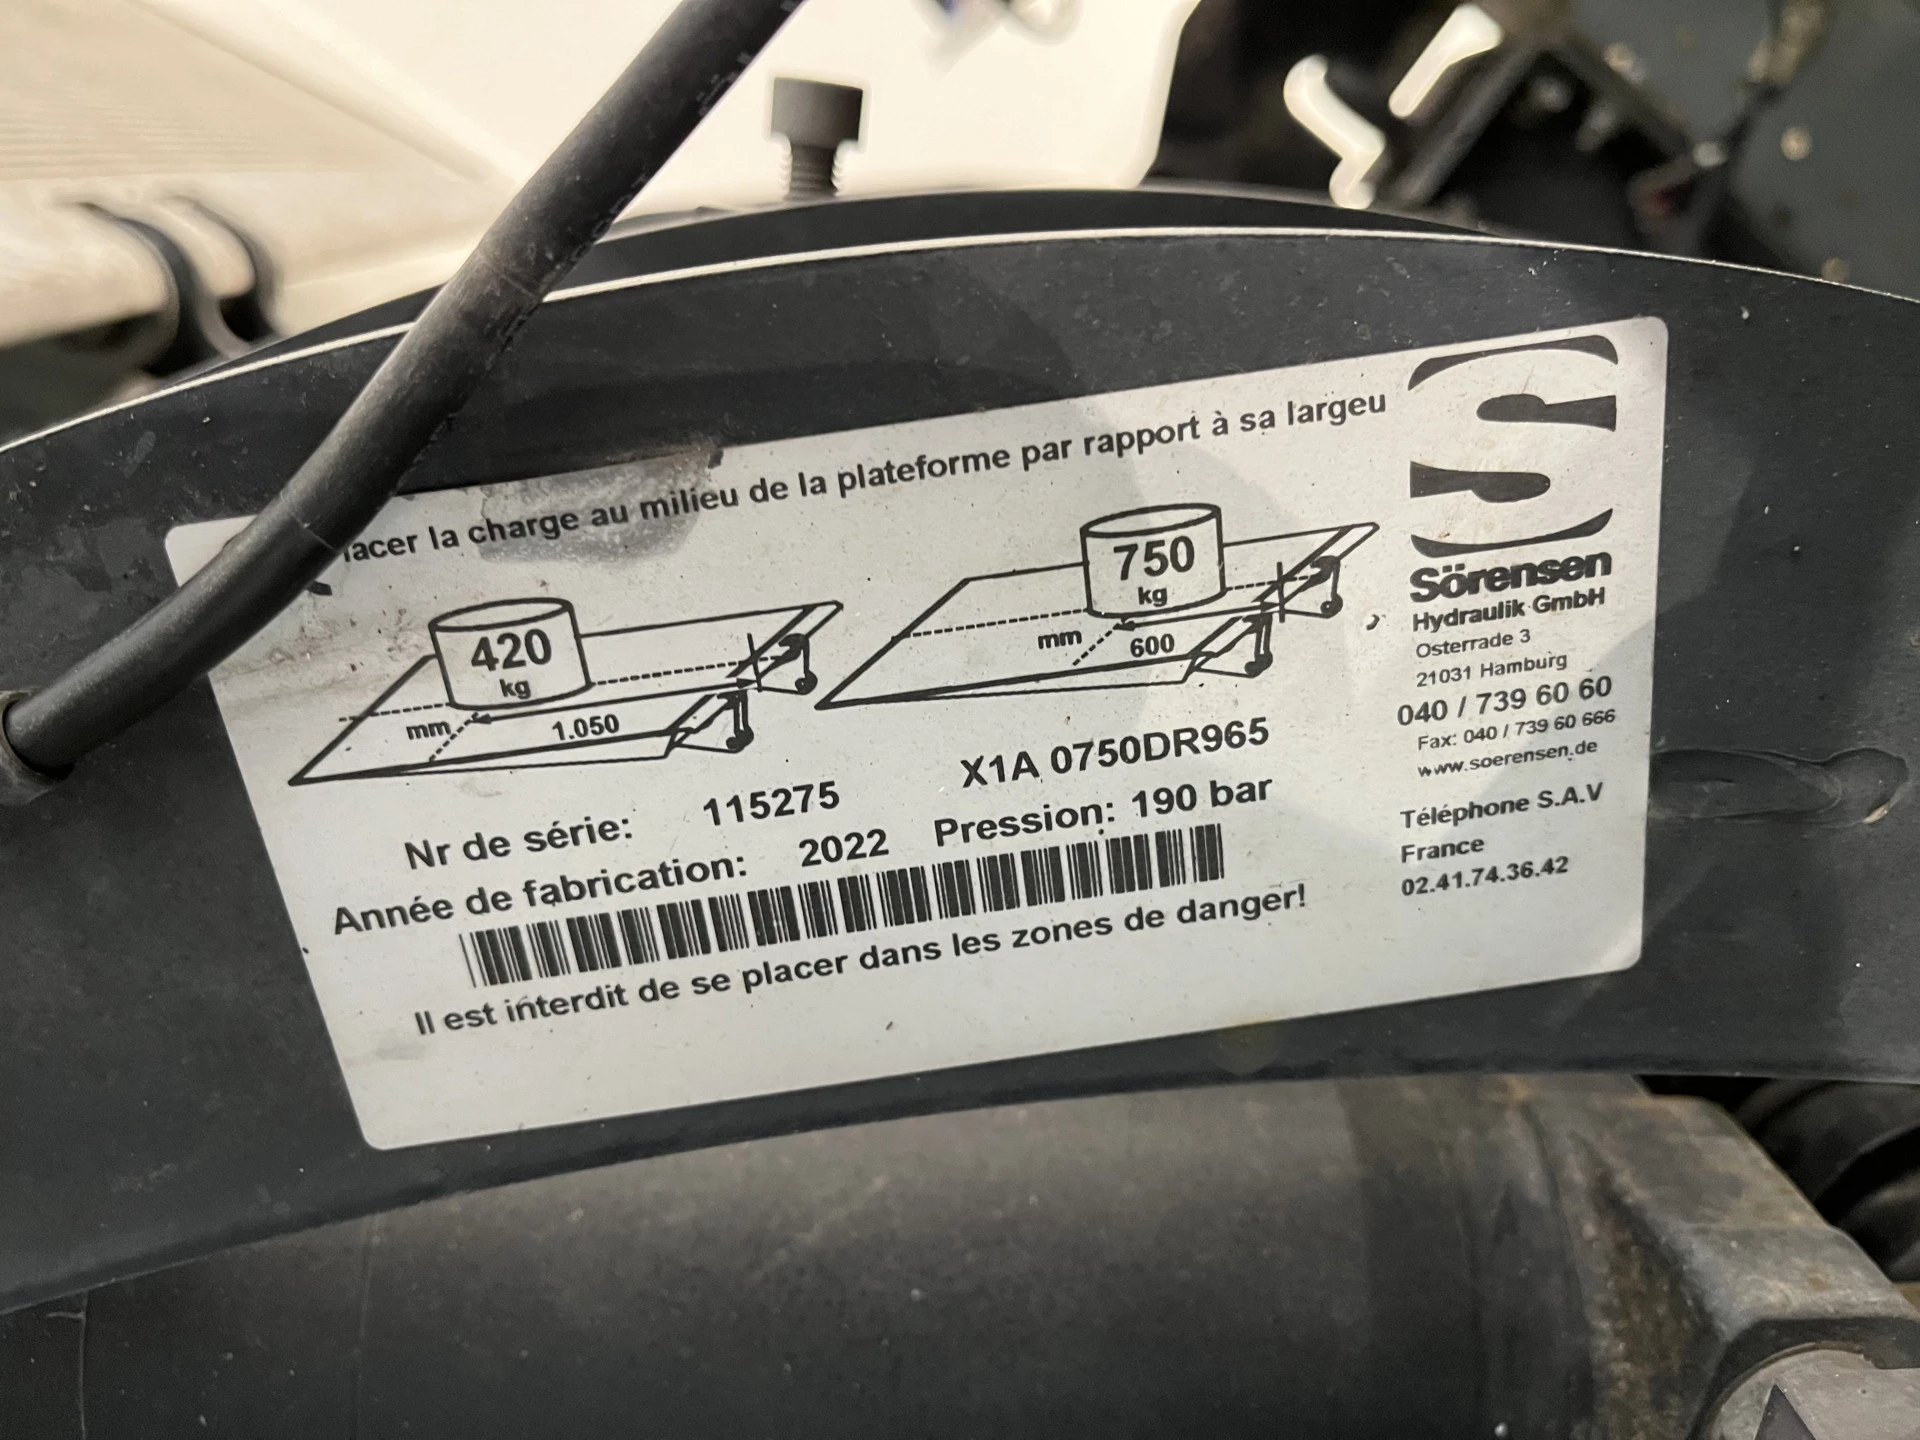 lacer la charge au milieu de la plateforme par rapport à sa largeu
420
kg
mm
1.050
750
kg
mm
600
Nr de série: 115275 X1A 0750DR965
Année de fabrication: 2022 Pression: 190 bar
Il est interdit de se placer dans les zones de danger!
S
Sörensen
Hydraulik GmbH
Osterrade 3
21031 Hamburg
040 / 739 60 60
Fax: 040 / 739 60 666
www.soerensen.de
Téléphone S.A.V
France
02.41.74.36.42